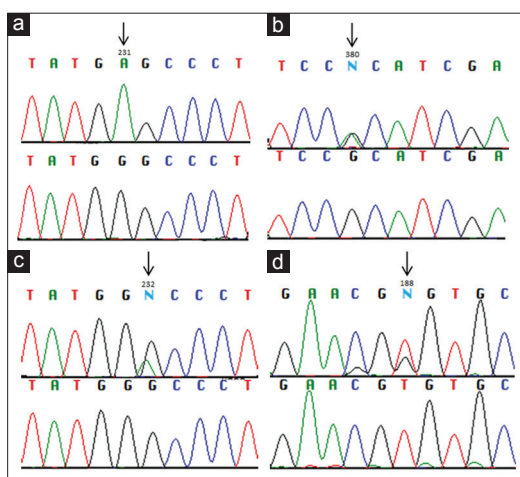 a
231
T A T G A G C C C T
T A T G G G C C C T
b
380
T C C N C A T C G A
T C C G C A T C G A
c
232
T A T G G N C C C T
T A T G G G C C C T
d
188
G A A C G N G T G C
G A A C G T G T G C